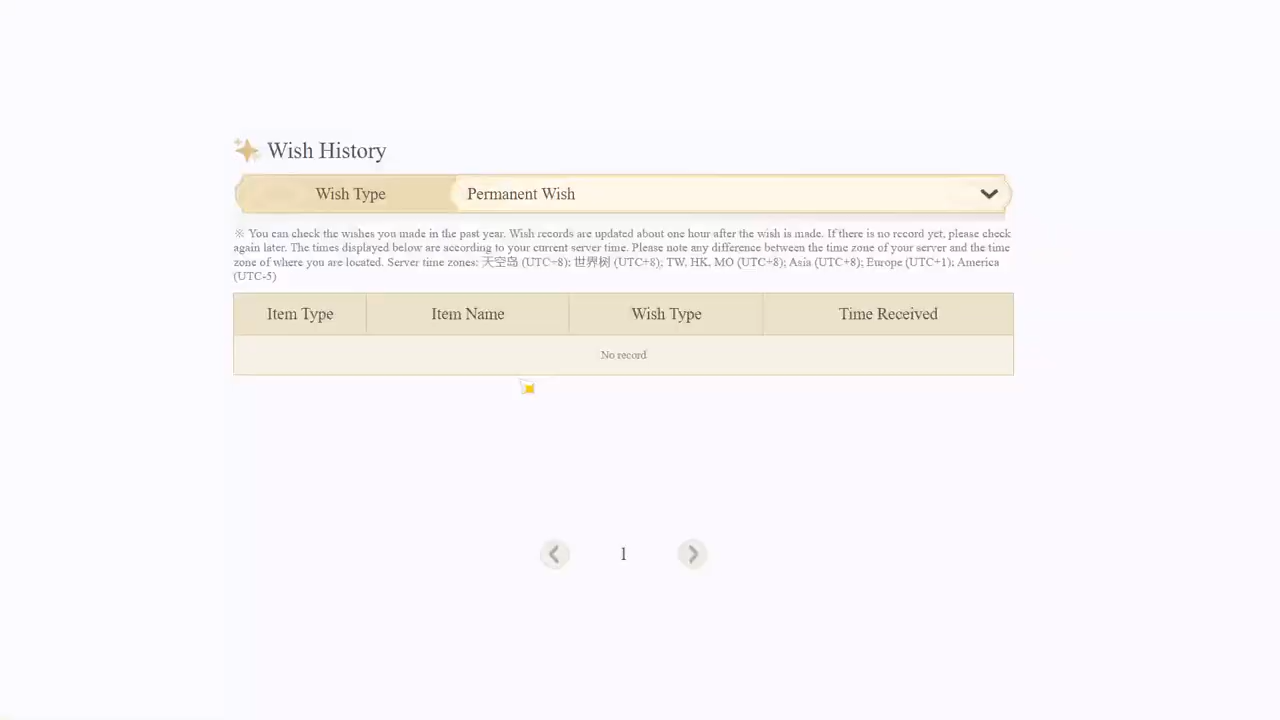 Wish History
Wish Type
Permanent Wish
※ You can check the wishes you made in the past year. Wish records are updated about one hour after the wish is made. If there is no record yet, please check
again later. The times displayed below are according to your current server time. Please note any difference between the time zone of your server and the time
zone of where you are located. Server time zones: 天空岛 (UTC+8); 世界树 (UTC+8); TW, HK, MO (UTC+8); Asia (UTC+8); Europe (UTC+1); America
(UTC-5)
Item Type
Item Name
Wish Type
Time Received
No record
1